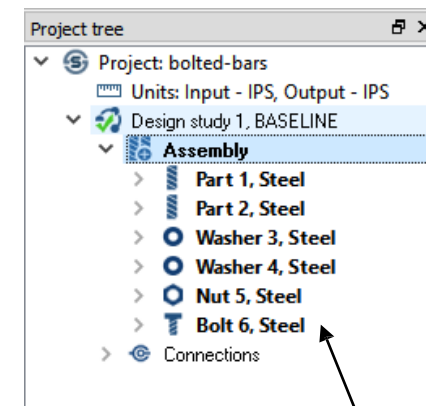 Project tree
Project: bolted-bars
Units: Input - IPS, Output - IPS
Design study 1, BASELINE
Assembly
Part 1, Steel
Part 2, Steel
Washer 3, Steel
Washer 4, Steel
Nut 5, Steel
Bolt 6, Steel
Connections